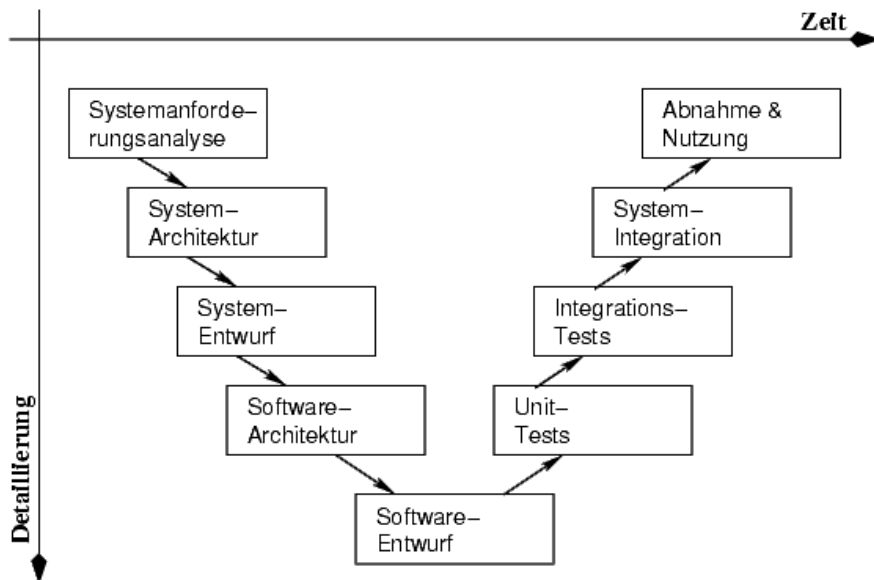 Zeit
Systemanforde–
rungsanalyse
Abnahme &
Nutzung
System–
Architektur
System–
Integration
System–
Entwurf
Integrations–
Tests
Software–
Architektur
Unit–
Tests
Software–
Entwurf
Detaillierung